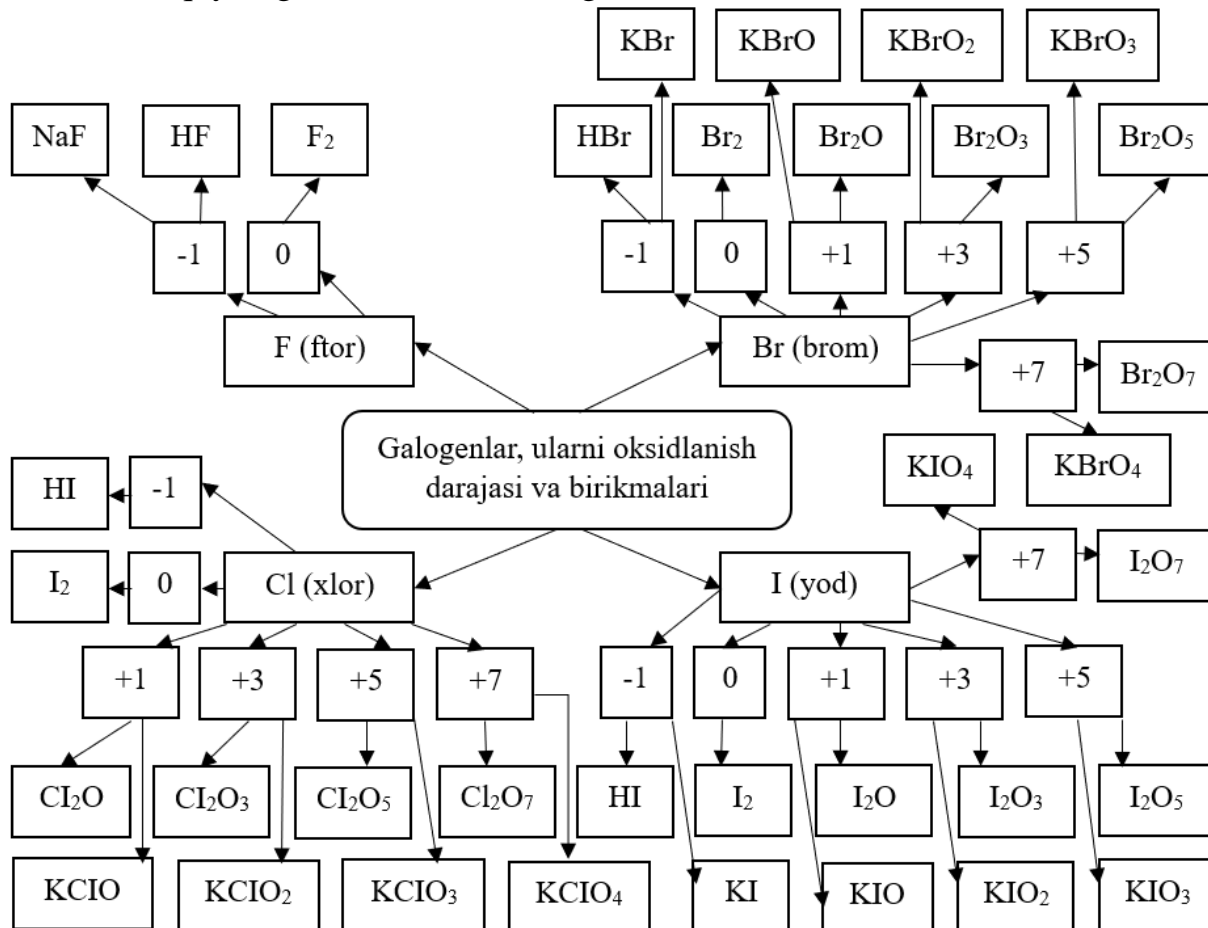 KBr KBrO KBrO₂ KBrO₃
NaF HF F₂ HBr Br₂ Br₂O Br₂O₃ Br₂O₅
-1 0 -1 0 +1 +3 +5
F (ftor) Br (brom)
+7 Br₂O₇
Galogenlar, ularni oksidlanish
darajasi va birikmalari
KIO₄ KBrO₄
HI -1
I₂ 0 Cl (xlor) I (yod) +7 I₂O₇
+1 +3 +5 +7 -1 0 +1 +3 +5
CI₂O CI₂O₃ CI₂O₅ Cl₂O₇ HI I₂ I₂O I₂O₃ I₂O₅
KCIO KCIO₂ KCIO₃ KCIO₄ KI KIO KIO₂ KIO₃